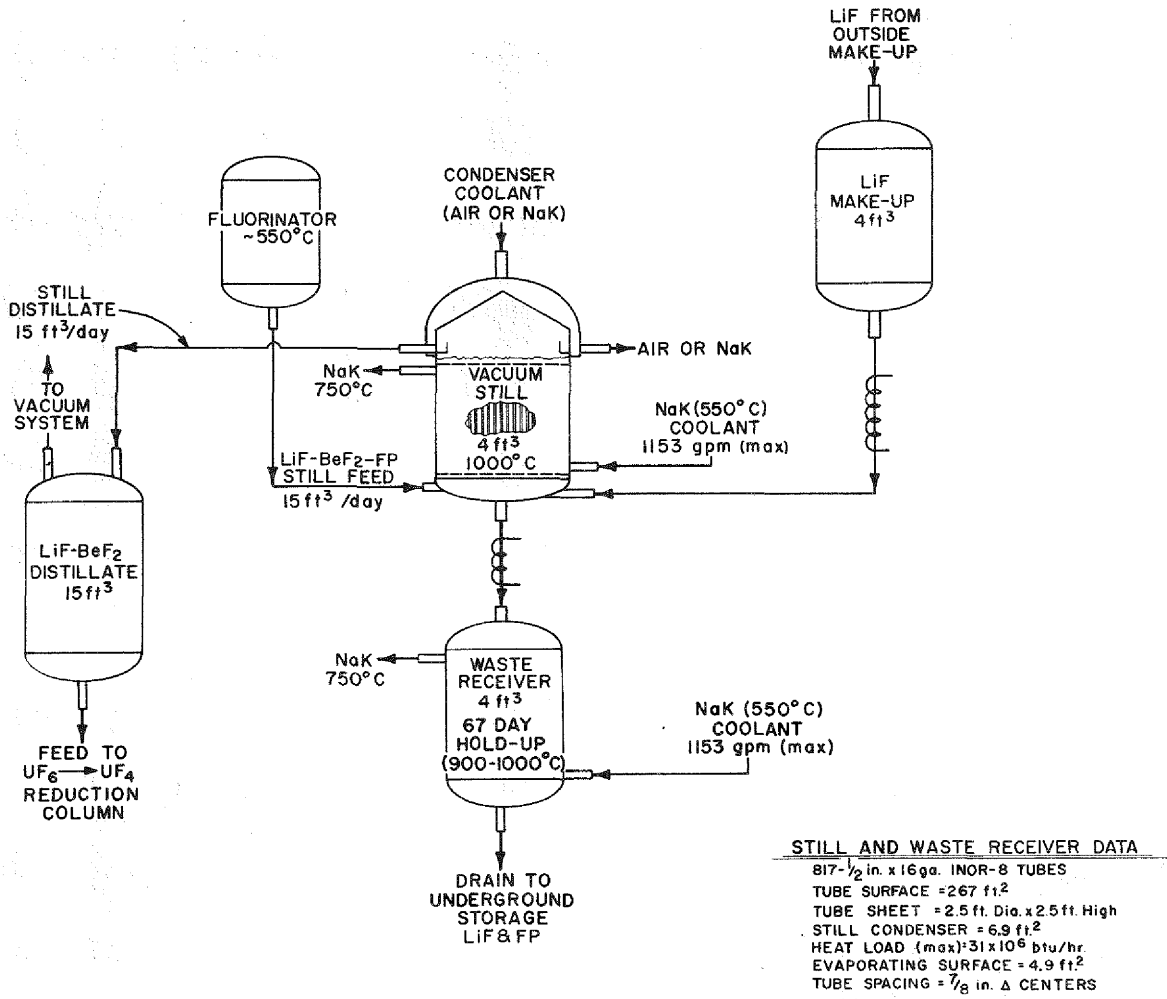 LiF FROM
OUTSIDE
MAKE-UP
LiF
MAKE-UP
4 ft³
CONDENSER
COOLANT
(AIR OR NaK)
FLUORINATOR
~550°C
STILL
DISTILLATE
15 ft³/day
AIR OR NaK
TO
VACUUM
SYSTEM
NaK
750°C
VACUUM
STILL
4 ft³
1000°C
NaK (550°C)
COOLANT
1153 gpm (max)
LiF-BeF₂-FP
STILL FEED
15 ft³ /day
LiF-BeF₂
DISTILLATE
15 ft³
FEED TO
UF₆→UF₄
REDUCTION
COLUMN
NaK
750°C
WASTE
RECEIVER
4 ft³
67 DAY
HOLD-UP
(900-1000°C)
NaK (550°C)
COOLANT
1153 gpm (max)
DRAIN TO
UNDERGROUND
STORAGE
LiF & FP
STILL AND WASTE RECEIVER DATA
817-½ in. x 16 ga. INOR-8 TUBES
TUBE SURFACE = 267 ft.²
TUBE SHEET = 2.5 ft. Dia. x 2.5 ft. High
STILL CONDENSER = 6.9 ft.²
HEAT LOAD (max)=31 x 10⁶ btu/hr.
EVAPORATING SURFACE = 4.9 ft.²
TUBE SPACING = ⅞ in. Δ CENTERS